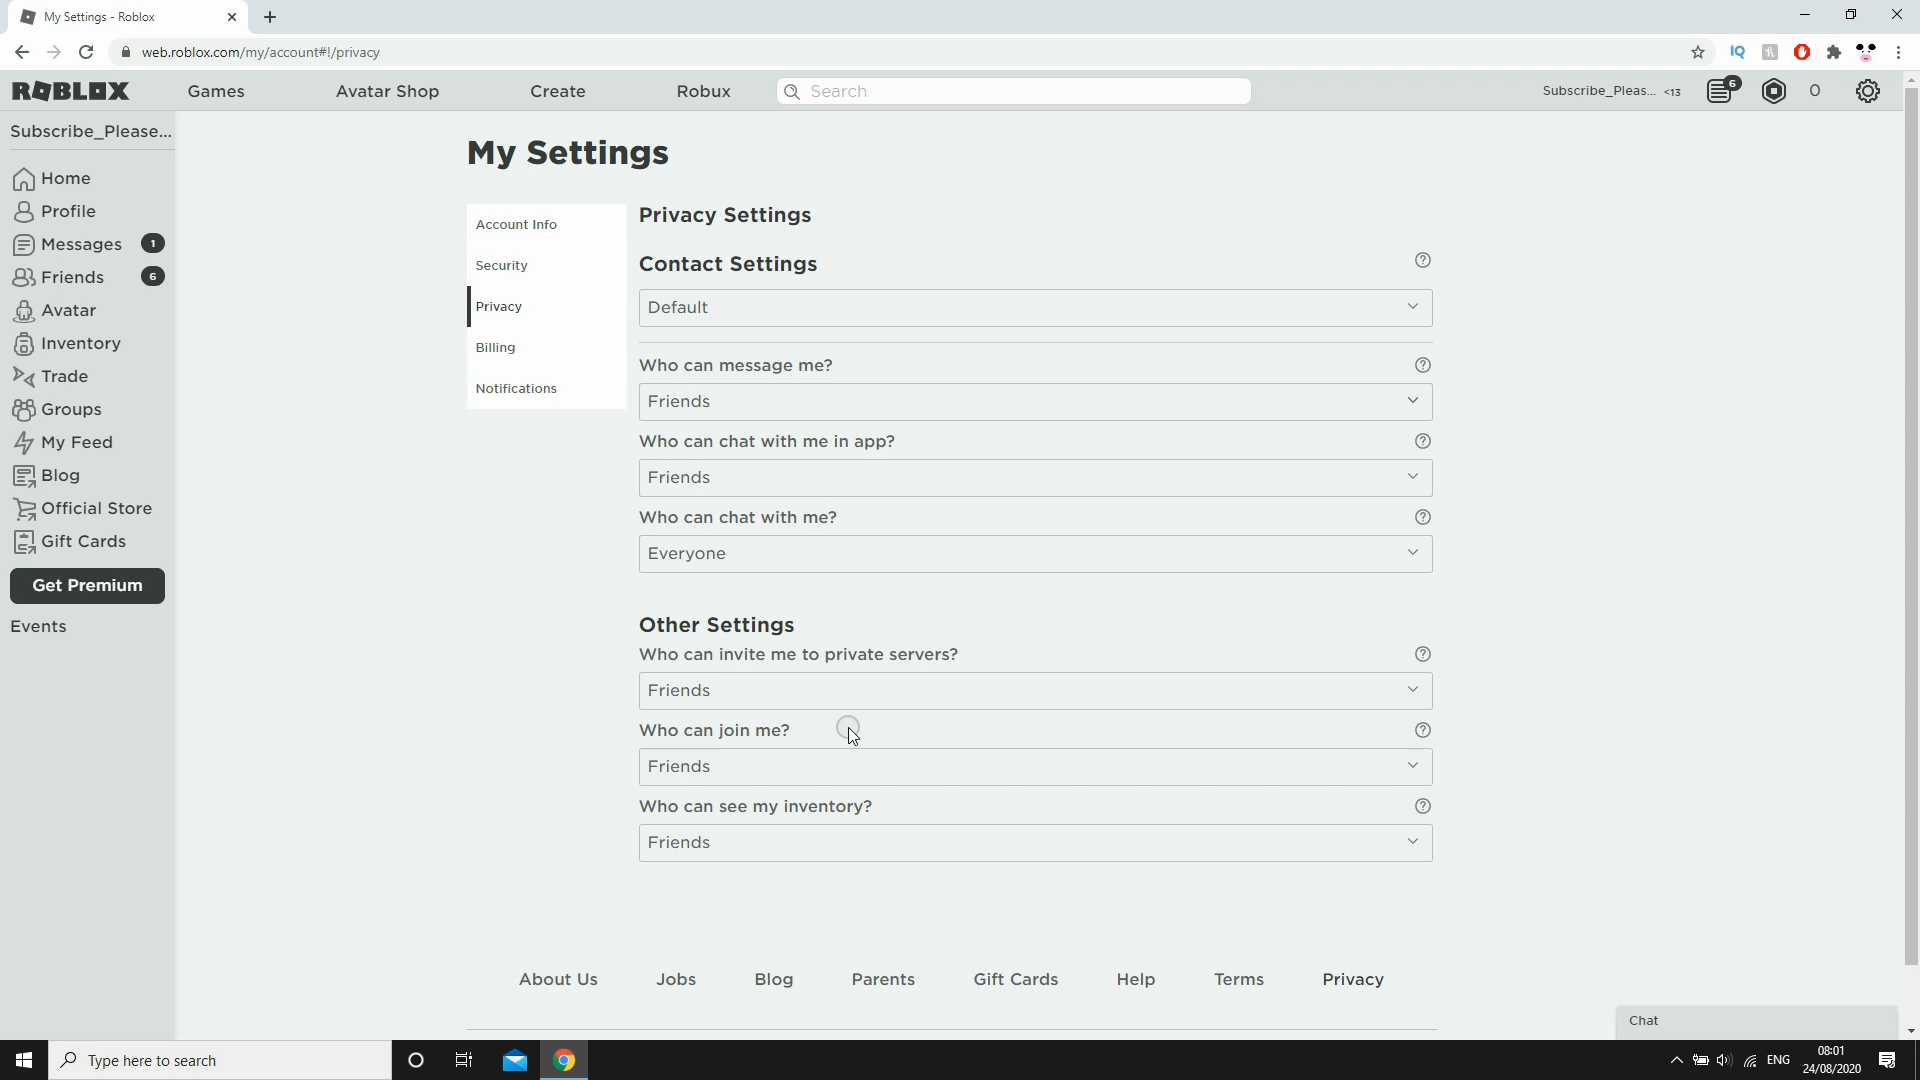 My Settings - Roblox
web.roblox.com/my/account#!/privacy
IQ
ROBLOX
Games
Avatar Shop
Create
Robux
Search
Subscribe_Pleas... <13
6
0
Subscribe_Please...
Home
Profile
Messages 1
Friends 6
Avatar
Inventory
Trade
Groups
My Feed
Blog
Official Store
Gift Cards
Get Premium
Events
My Settings
Account Info
Security
Privacy
Billing
Notifications
Privacy Settings
Contact Settings
Default
Who can message me?
Friends
Who can chat with me in app?
Friends
Who can chat with me?
Everyone
Other Settings
Who can invite me to private servers?
Friends
Who can join me?
Friends
Who can see my inventory?
Friends
About Us
Jobs
Blog
Parents
Gift Cards
Help
Terms
Privacy
Chat
Type here to search
ENG
08:01
24/08/2020